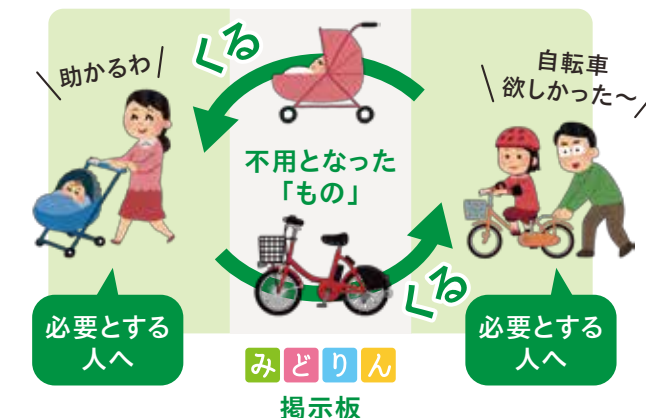 助かるわ
くる
自転車
欲しかった〜
不用となった
「もの」
くる
必要とする
人へ
必要とする
人へ
みどりん
掲示板